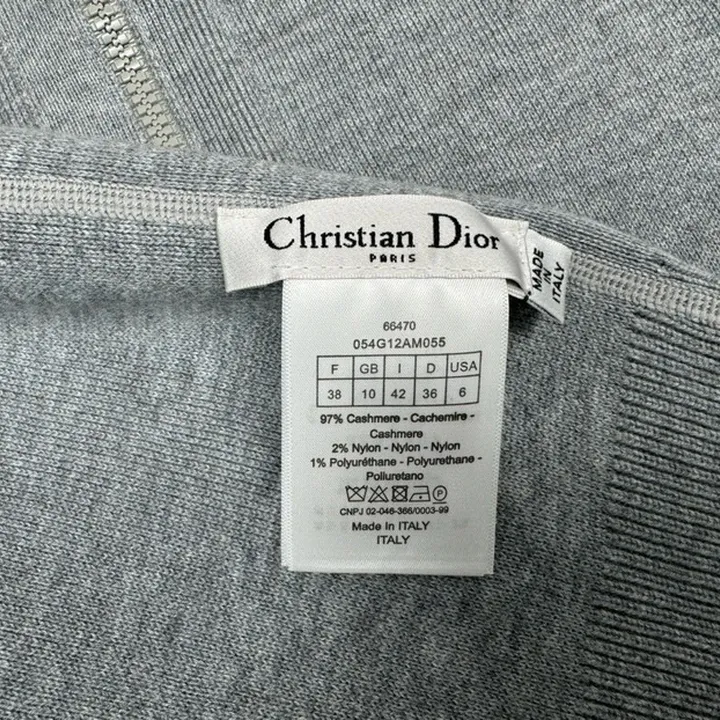 Christian Dior
PARIS
MADE
IN
ITALY
66470
054G12AM055
F GB I D USA
38 10 42 36 6
97% Cashmere - Cachemire -
Cashmere
2% Nylon - Nylon - Nylon
1% Polyuréthane - Polyurethane -
Poliuretano
P
CNPJ 02-046-366/0003-99
Made In ITALY
ITALY